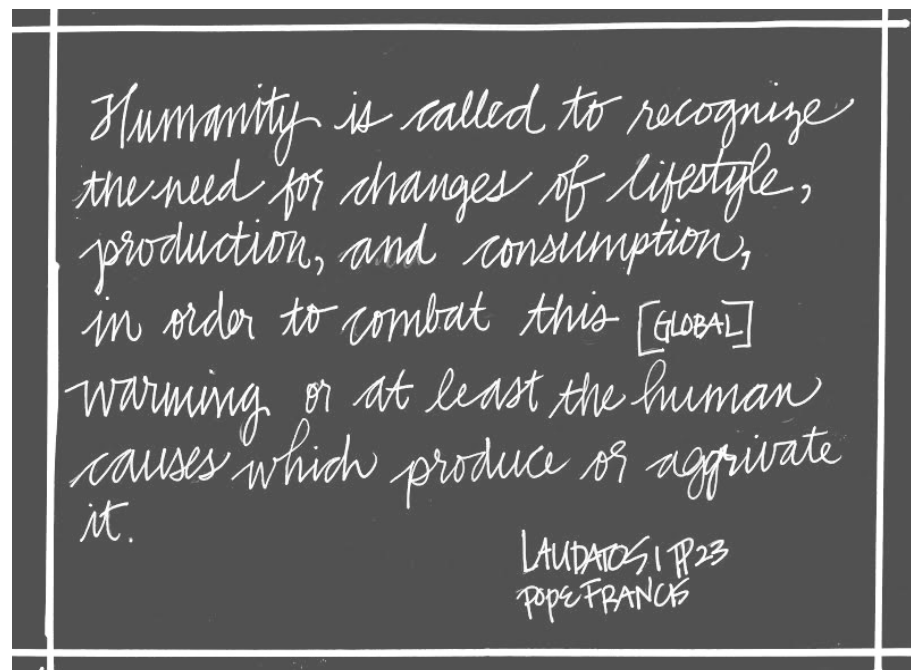 Humanity is called to recognize
the need for changes of lifestyle,
production, and consumption,
in order to combat this [GLOBAL]
warming or at least the human
causes which produce or aggrivate
it.
LAUDATO SI ¶ 23
POPE FRANCIS